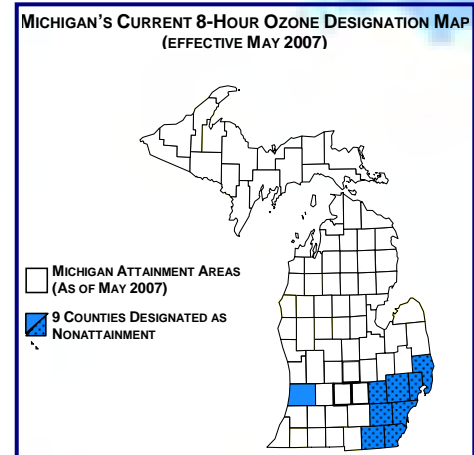 MICHIGAN'S CURRENT 8-HOUR OZONE DESIGNATION MAP
(EFFECTIVE MAY 2007)
MICHIGAN ATTAINMENT AREAS
(AS OF MAY 2007)
9 COUNTIES DESIGNATED AS
NONATTAINMENT